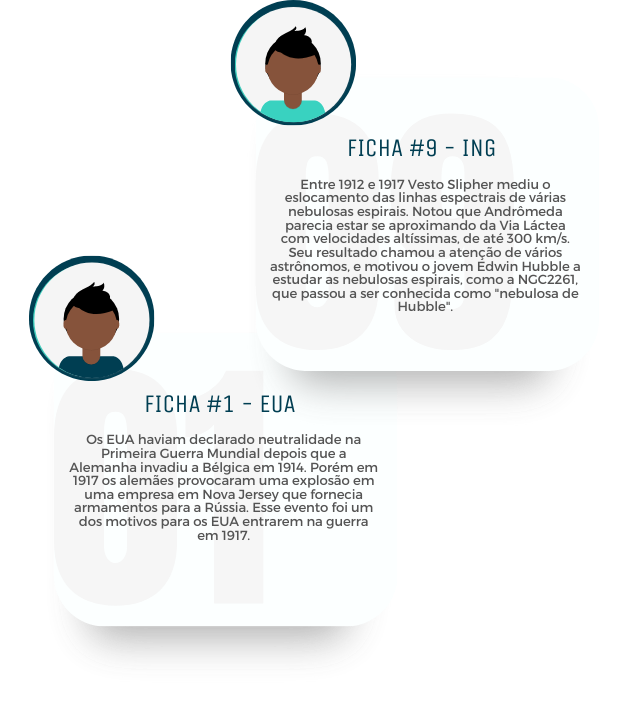 FICHA #9 - ING
Entre 1912 e 1917 Vesto Slipher mediu o
eslocamento das linhas espectrais de várias
nebulosas espirais. Notou que Andrômeda
parecia estar se aproximando da Via Láctea
com velocidades altíssimas, de até 300 km/s.
Seu resultado chamou a atenção de vários
astrônomos, e motivou o jovem Edwin Hubble a
estudar as nebulosas espirais, como a NGC2261,
que passou a ser conhecida como "nebulosa de
Hubble".
FICHA #1 - EUA
Os EUA haviam declarado neutralidade na
Primeira Guerra Mundial depois que a
Alemanha invadiu a Bélgica em 1914. Porém em
1917 os alemães provocaram uma explosão em
uma empresa em Nova Jersey que fornecia
armamentos para a Rússia. Esse evento foi um
dos motivos para os EUA entrarem na guerra
em 1917.
01